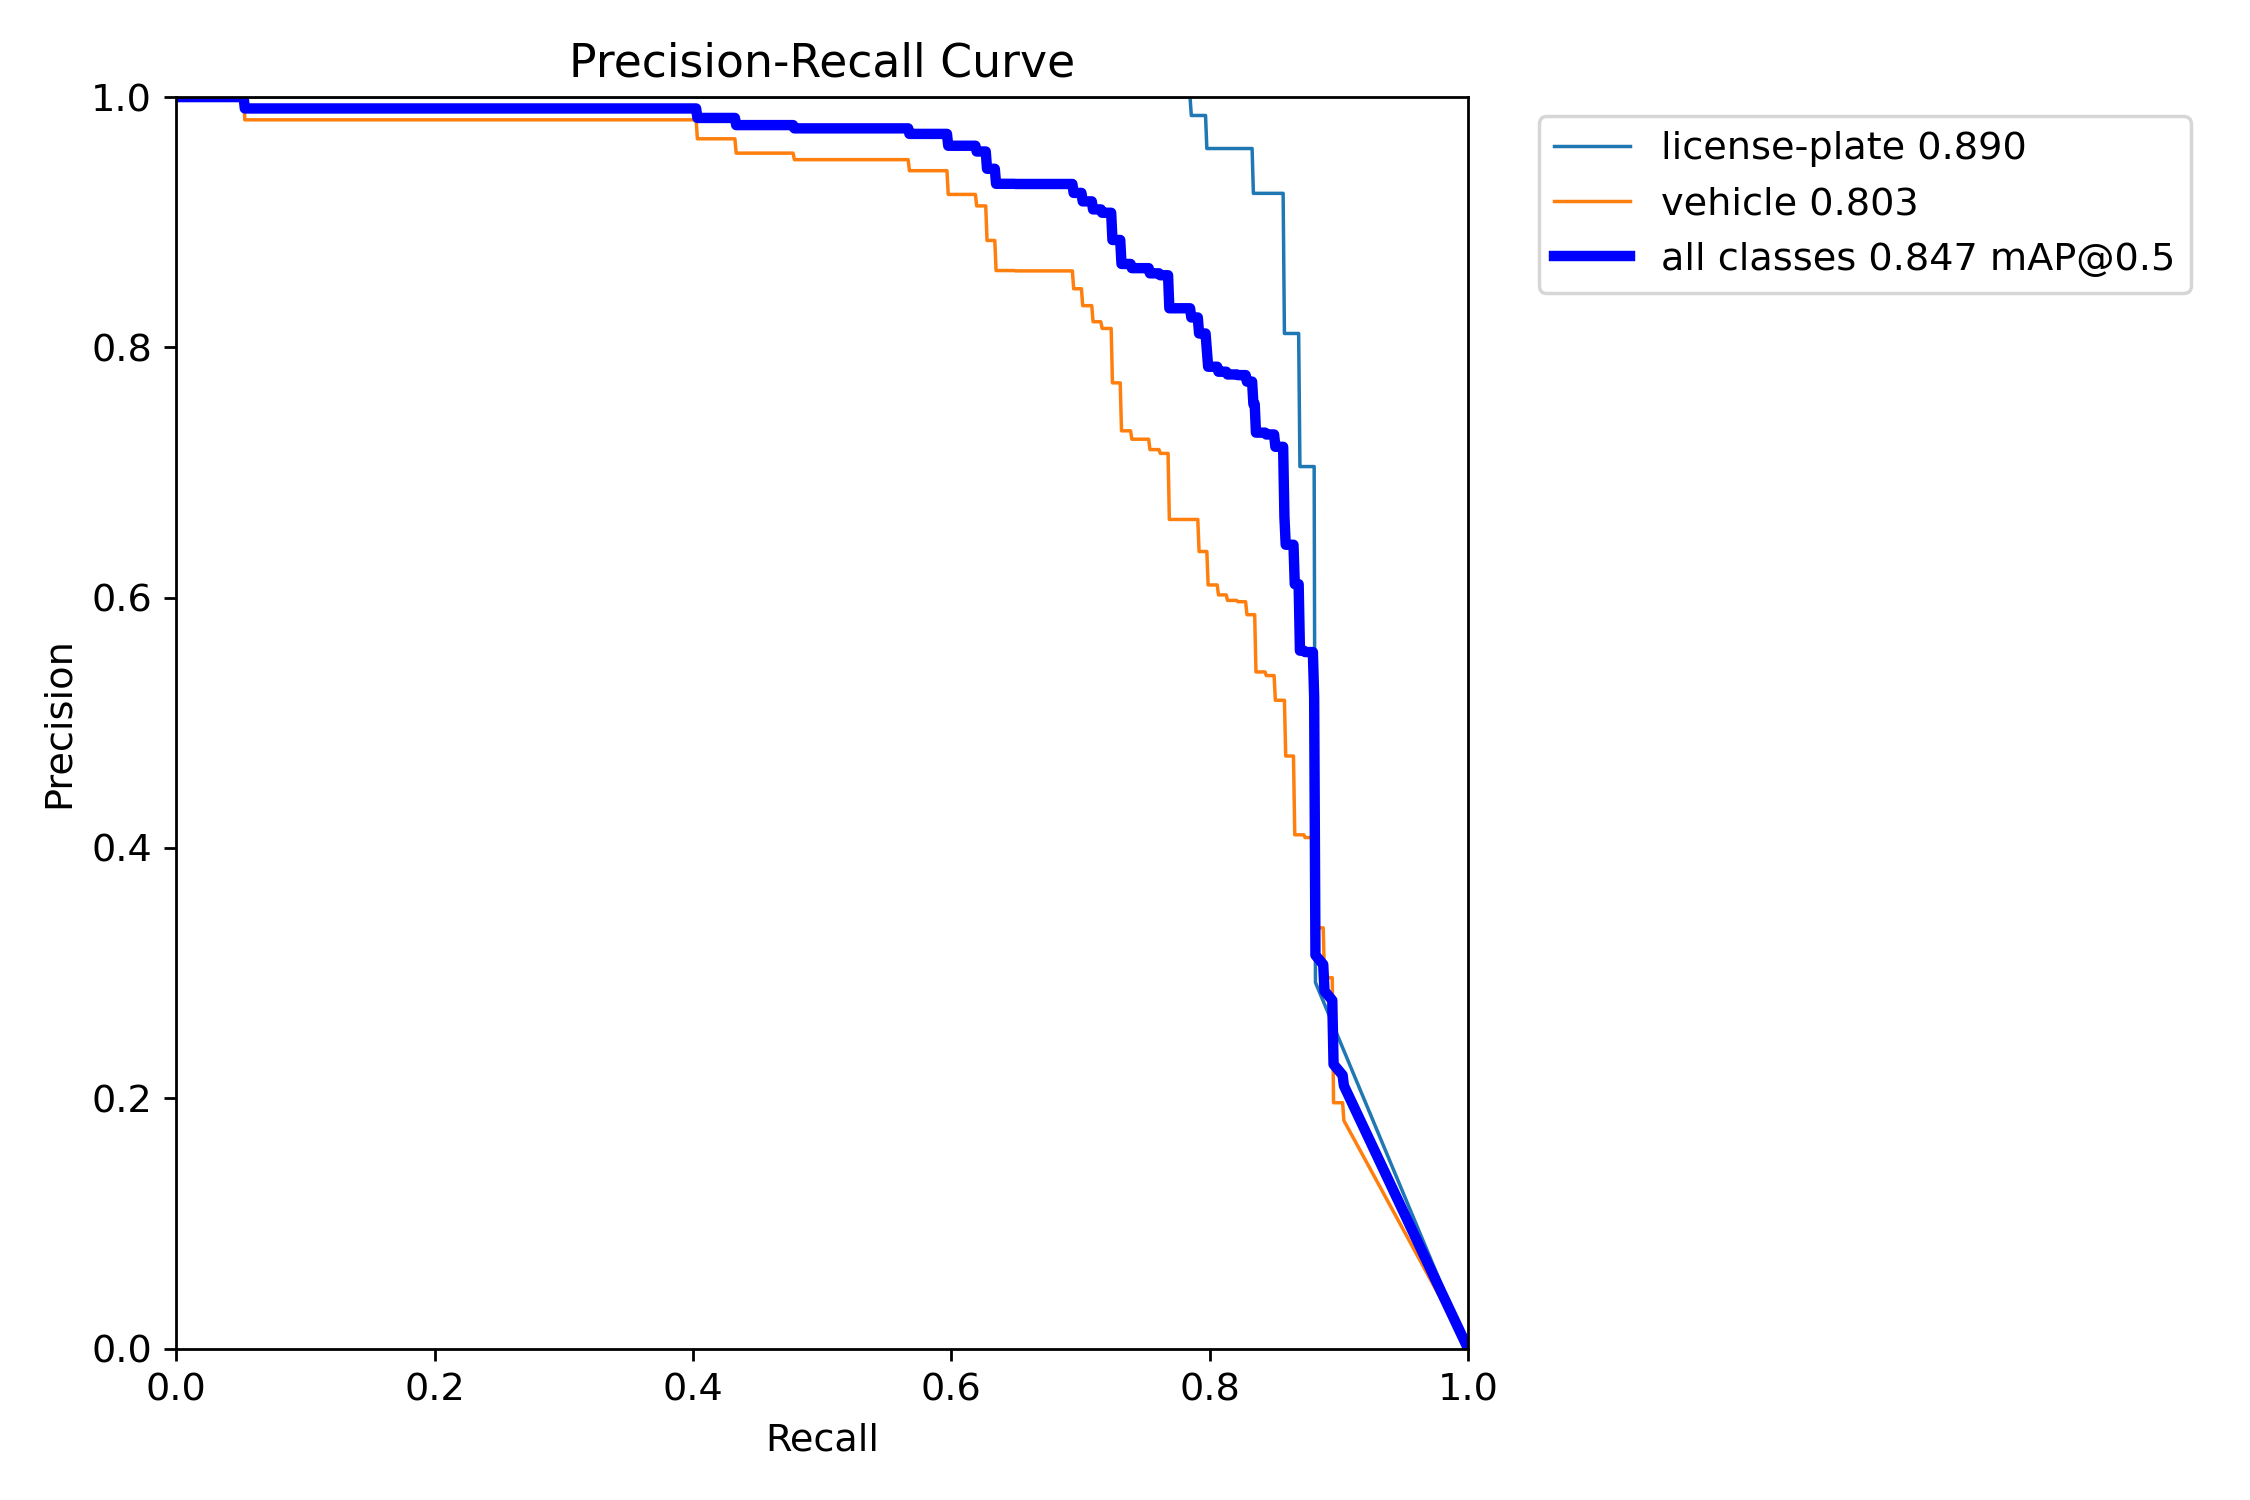 Precision-Recall Curve
1.0
0.8
0.6
0.4
0.2
0.0
Precision
0.0 0.2 0.4 0.6 0.8 1.0
Recall
license-plate 0.890
vehicle 0.803
all classes 0.847 mAP@0.5